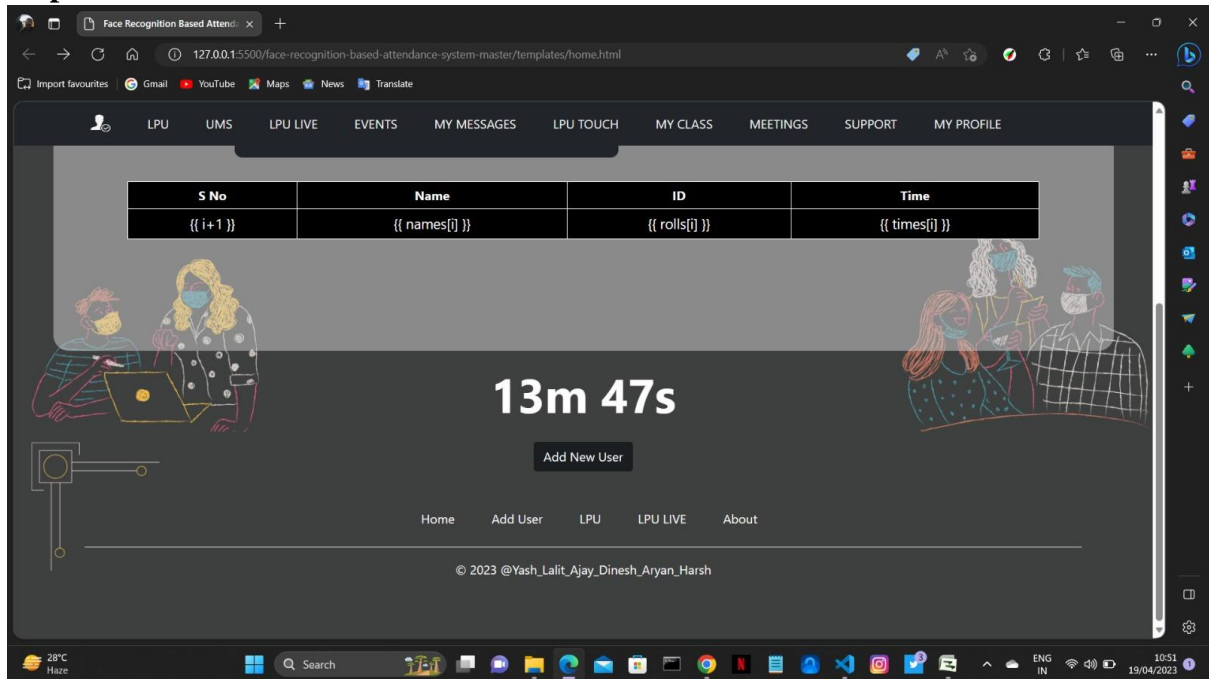 Face Recognition Based Attenda
127.0.0.1:5500/face-recognition-based-attendance-system-master/templates/home.html
Import favourites Gmail YouTube Maps News Translate
LPU UMS LPU LIVE EVENTS MY MESSAGES LPU TOUCH MY CLASS MEETINGS SUPPORT MY PROFILE
S No Name ID Time
{{ i+1 }} {{ names[i] }} {{ rolls[i] }} {{ times[i] }}
13m 47s
Add New User
Home Add User LPU LPU LIVE About
© 2023 @Yash_Lalit_Ajay_Dinesh_Aryan_Harsh
28°C
Haze
Search
3
ENG
IN
10:51
19/04/2023
1